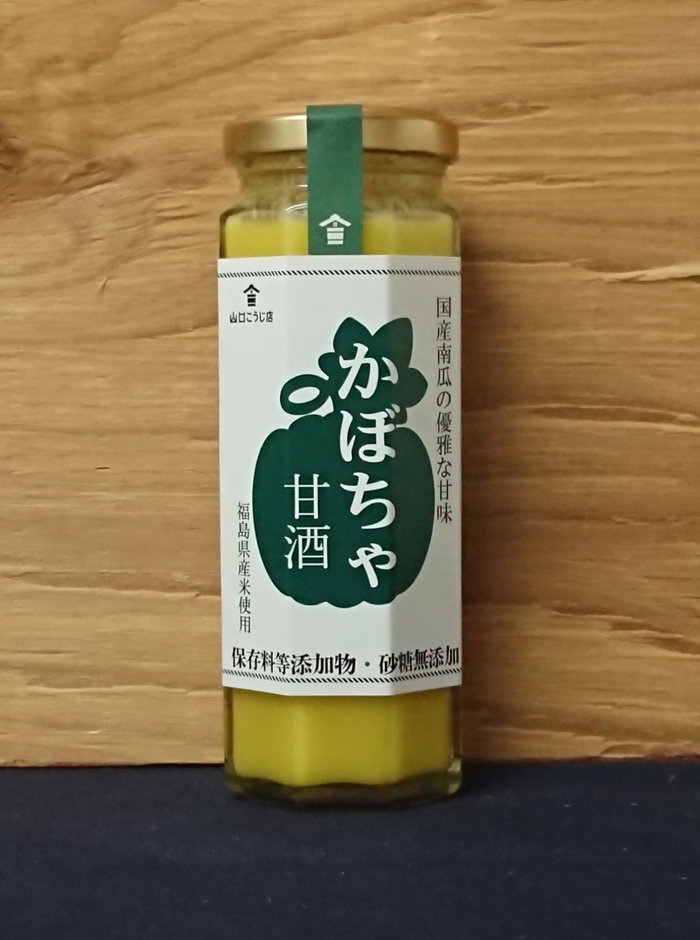 山口こうじ店
国産南瓜の優雅な甘味
かぼちゃ
甘酒
福島県産米使用
保存料等添加物・砂糖無添加